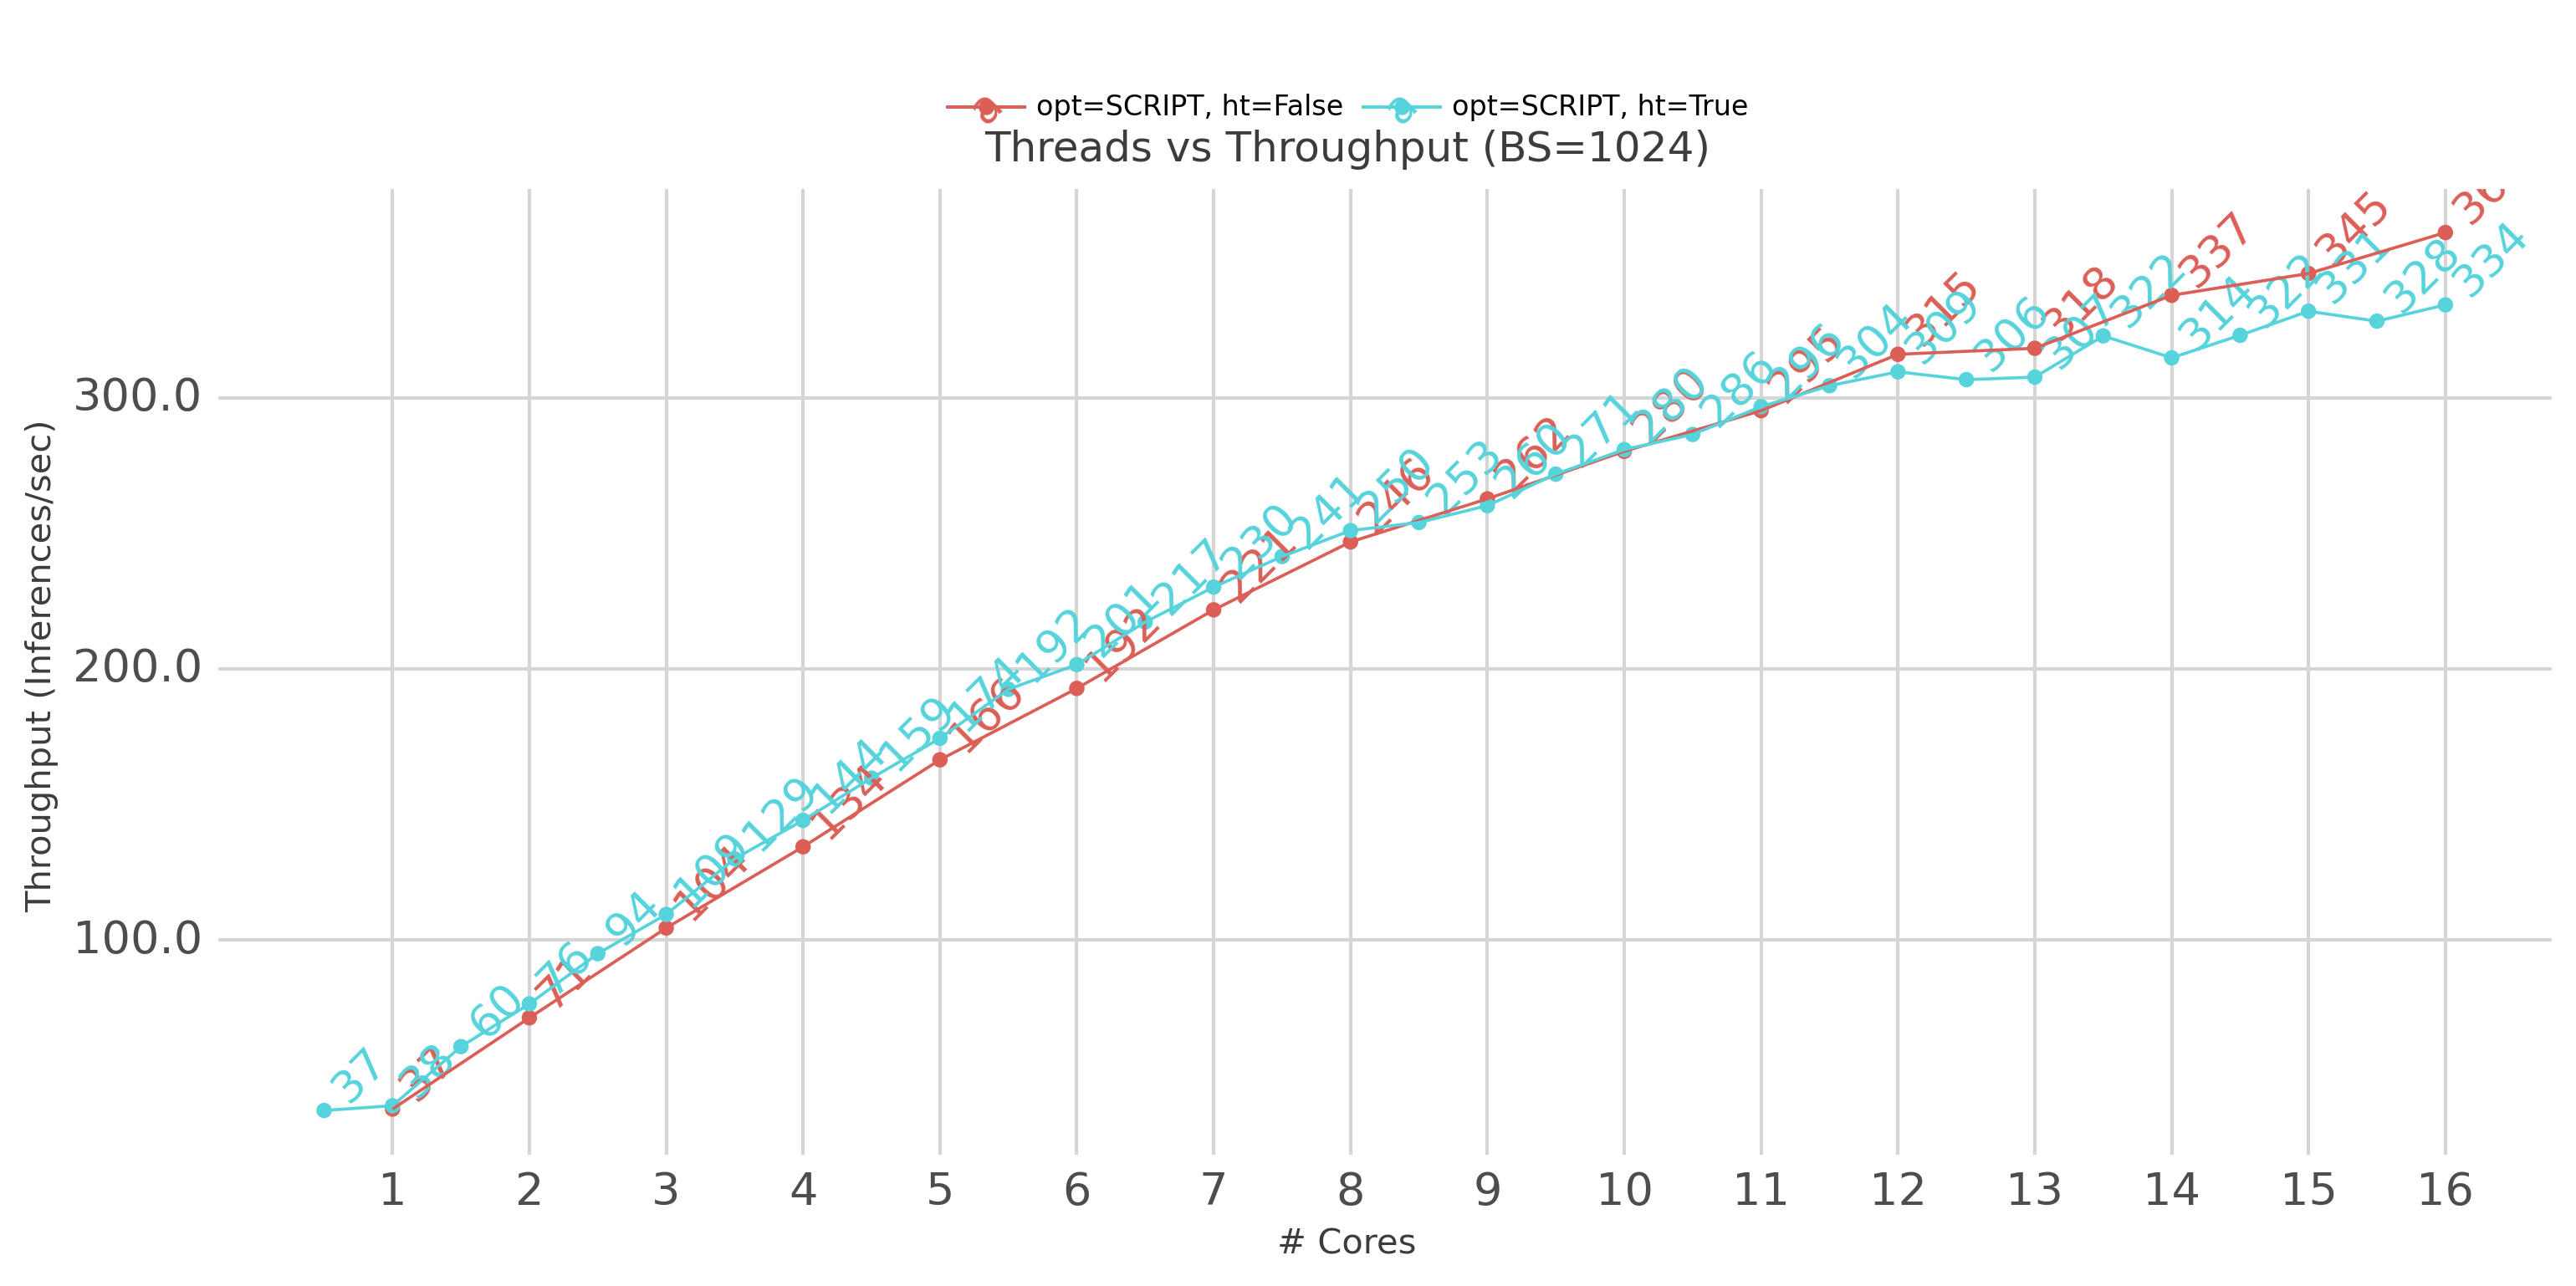 opt=SCRIPT, ht=False opt=SCRIPT, ht=True
Threads vs Throughput (BS=1024)
Throughput (Inferences/sec)
300.0
200.0
100.0
37 71 104 134 166 192 221 246 262 280 295 315 318 337 345
37 38 60 76 94 109 129 144 159 174 192 201 217 230 241 250 253 260 271 280 286 296 304 309 306 307 322 314 322 331 328 334
1 2 3 4 5 6 7 8 9 10 11 12 13 14 15 16
# Cores